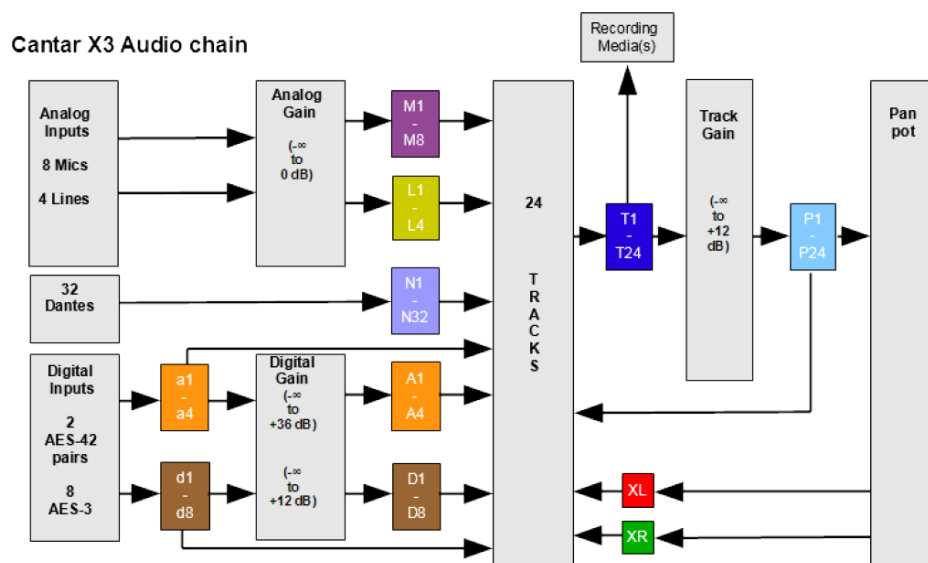 Cantar X3 Audio chain
Recording
Media(s)
Analog
Inputs
8 Mics
4 Lines
Analog
Gain
(-∞
to
0 dB)
M1
-
M8
L1
-
L4
32
Dantes
N1
-
N32
Digital
Inputs
2
AES-42
pairs
8
AES-3
a1
-
a4
d1
-
d8
Digital
Gain
(-∞
to
+36 dB)
(-∞
to
+12 dB)
A1
-
A4
D1
-
D8
24
T
R
A
C
K
S
T1
-
T24
Track
Gain
(-∞
to
+12
dB)
P1
-
P24
Pan
pot
XL
XR